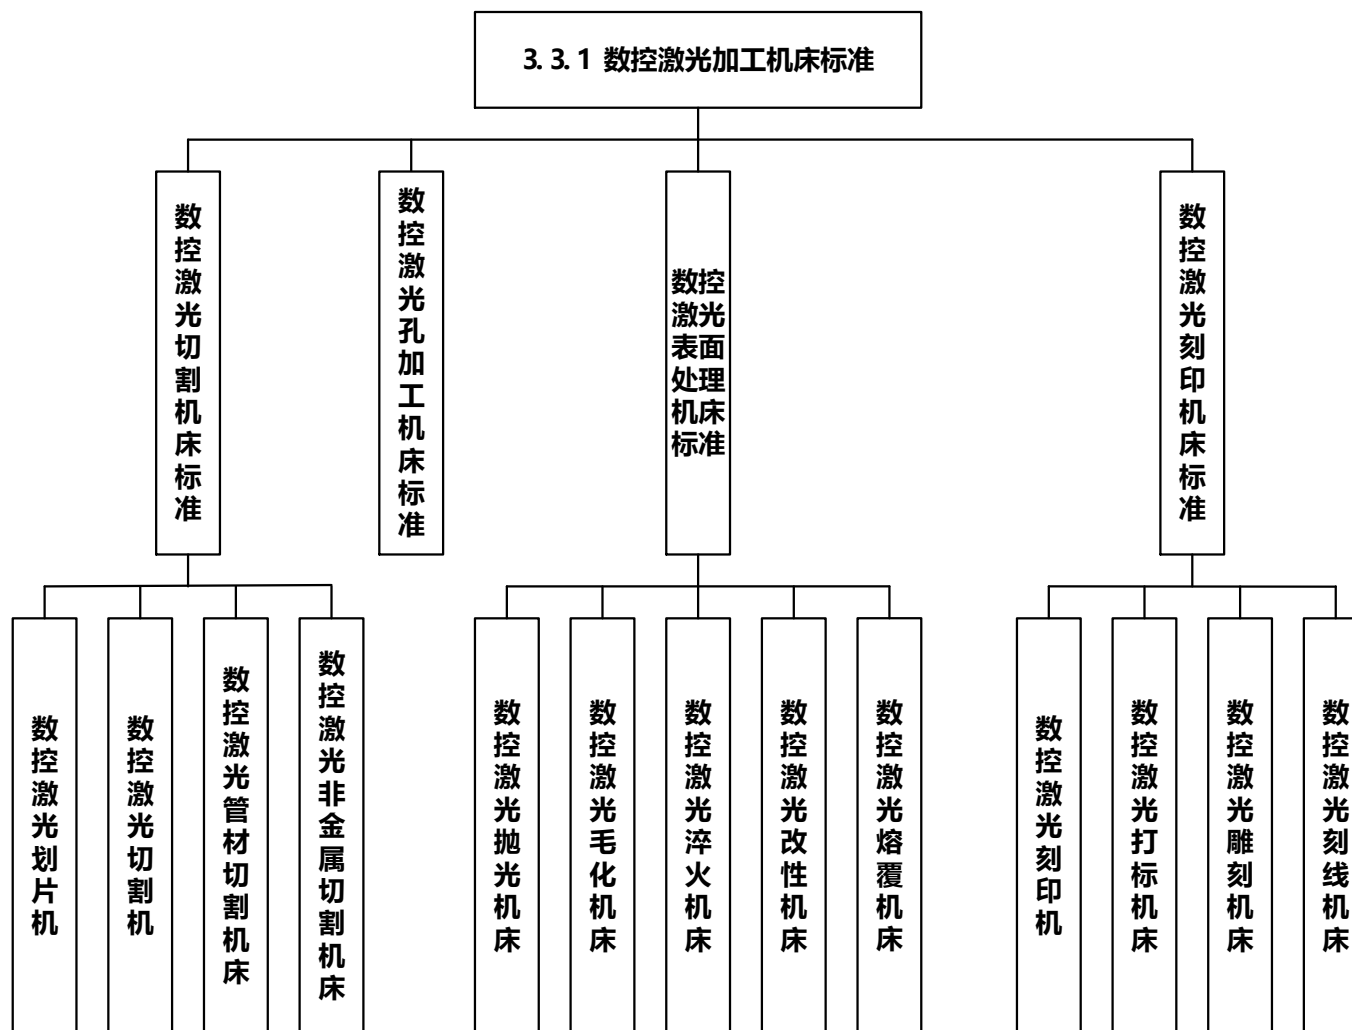 3.3.1 数控激光加工机床标准
数控激光切割机床标准
数控激光孔加工机床标准
数控激光表面处理机床标准
数控激光刻印机床标准
数控激光划片机
数控激光切割机
数控激光管材切割机床
数控激光非金属切割机床
数控激光抛光机床
数控激光毛化机床
数控激光淬火机床
数控激光改性机床
数控激光熔覆机床
数控激光刻印机
数控激光打标机床
数控激光雕刻机床
数控激光刻线机床